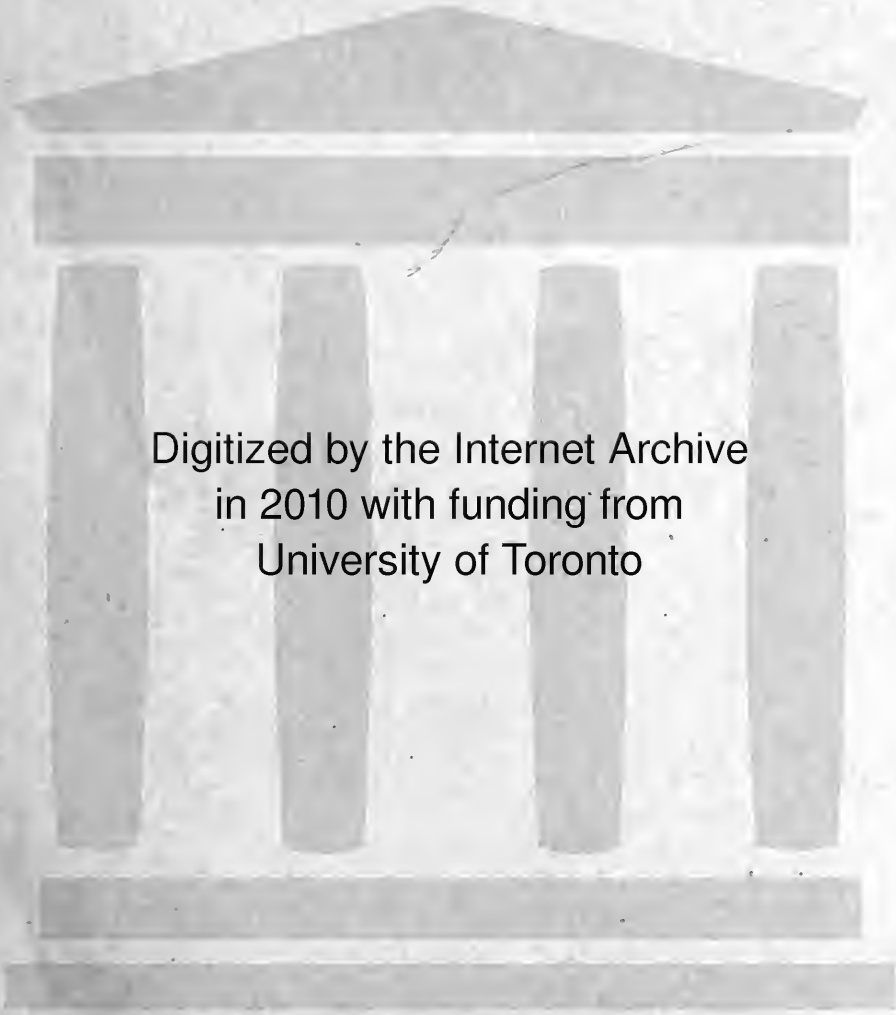 Digitized by the Internet Archive
in 2010 with funding from
University of Toronto